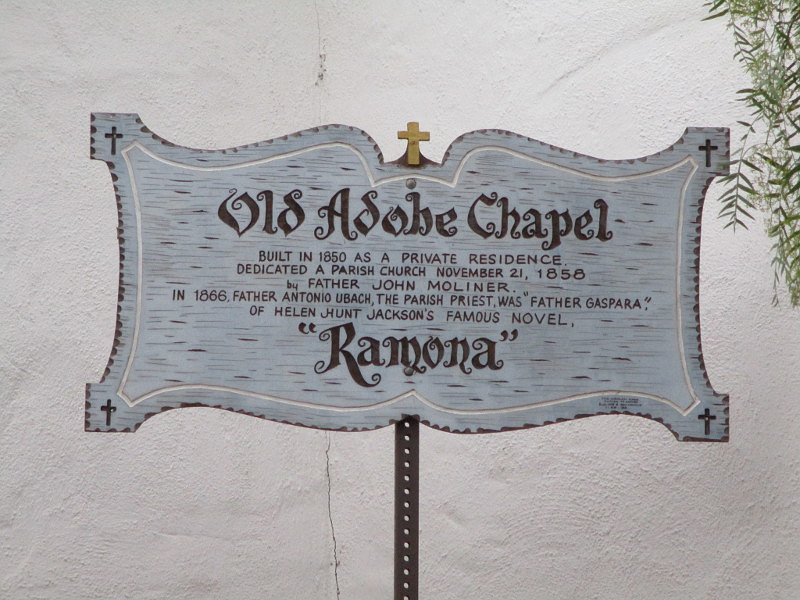 Old Adobe Chapel
BUILT IN 1850 AS A PRIVATE RESIDENCE.
DEDICATED A PARISH CHURCH NOVEMBER 21, 1858
by FATHER JOHN MOLINER.
IN 1866, FATHER ANTONIO UBACH, THE PARISH PRIEST, WAS "FATHER GASPARA",
OF HELEN HUNT JACKSON'S FAMOUS NOVEL,
"Ramona"